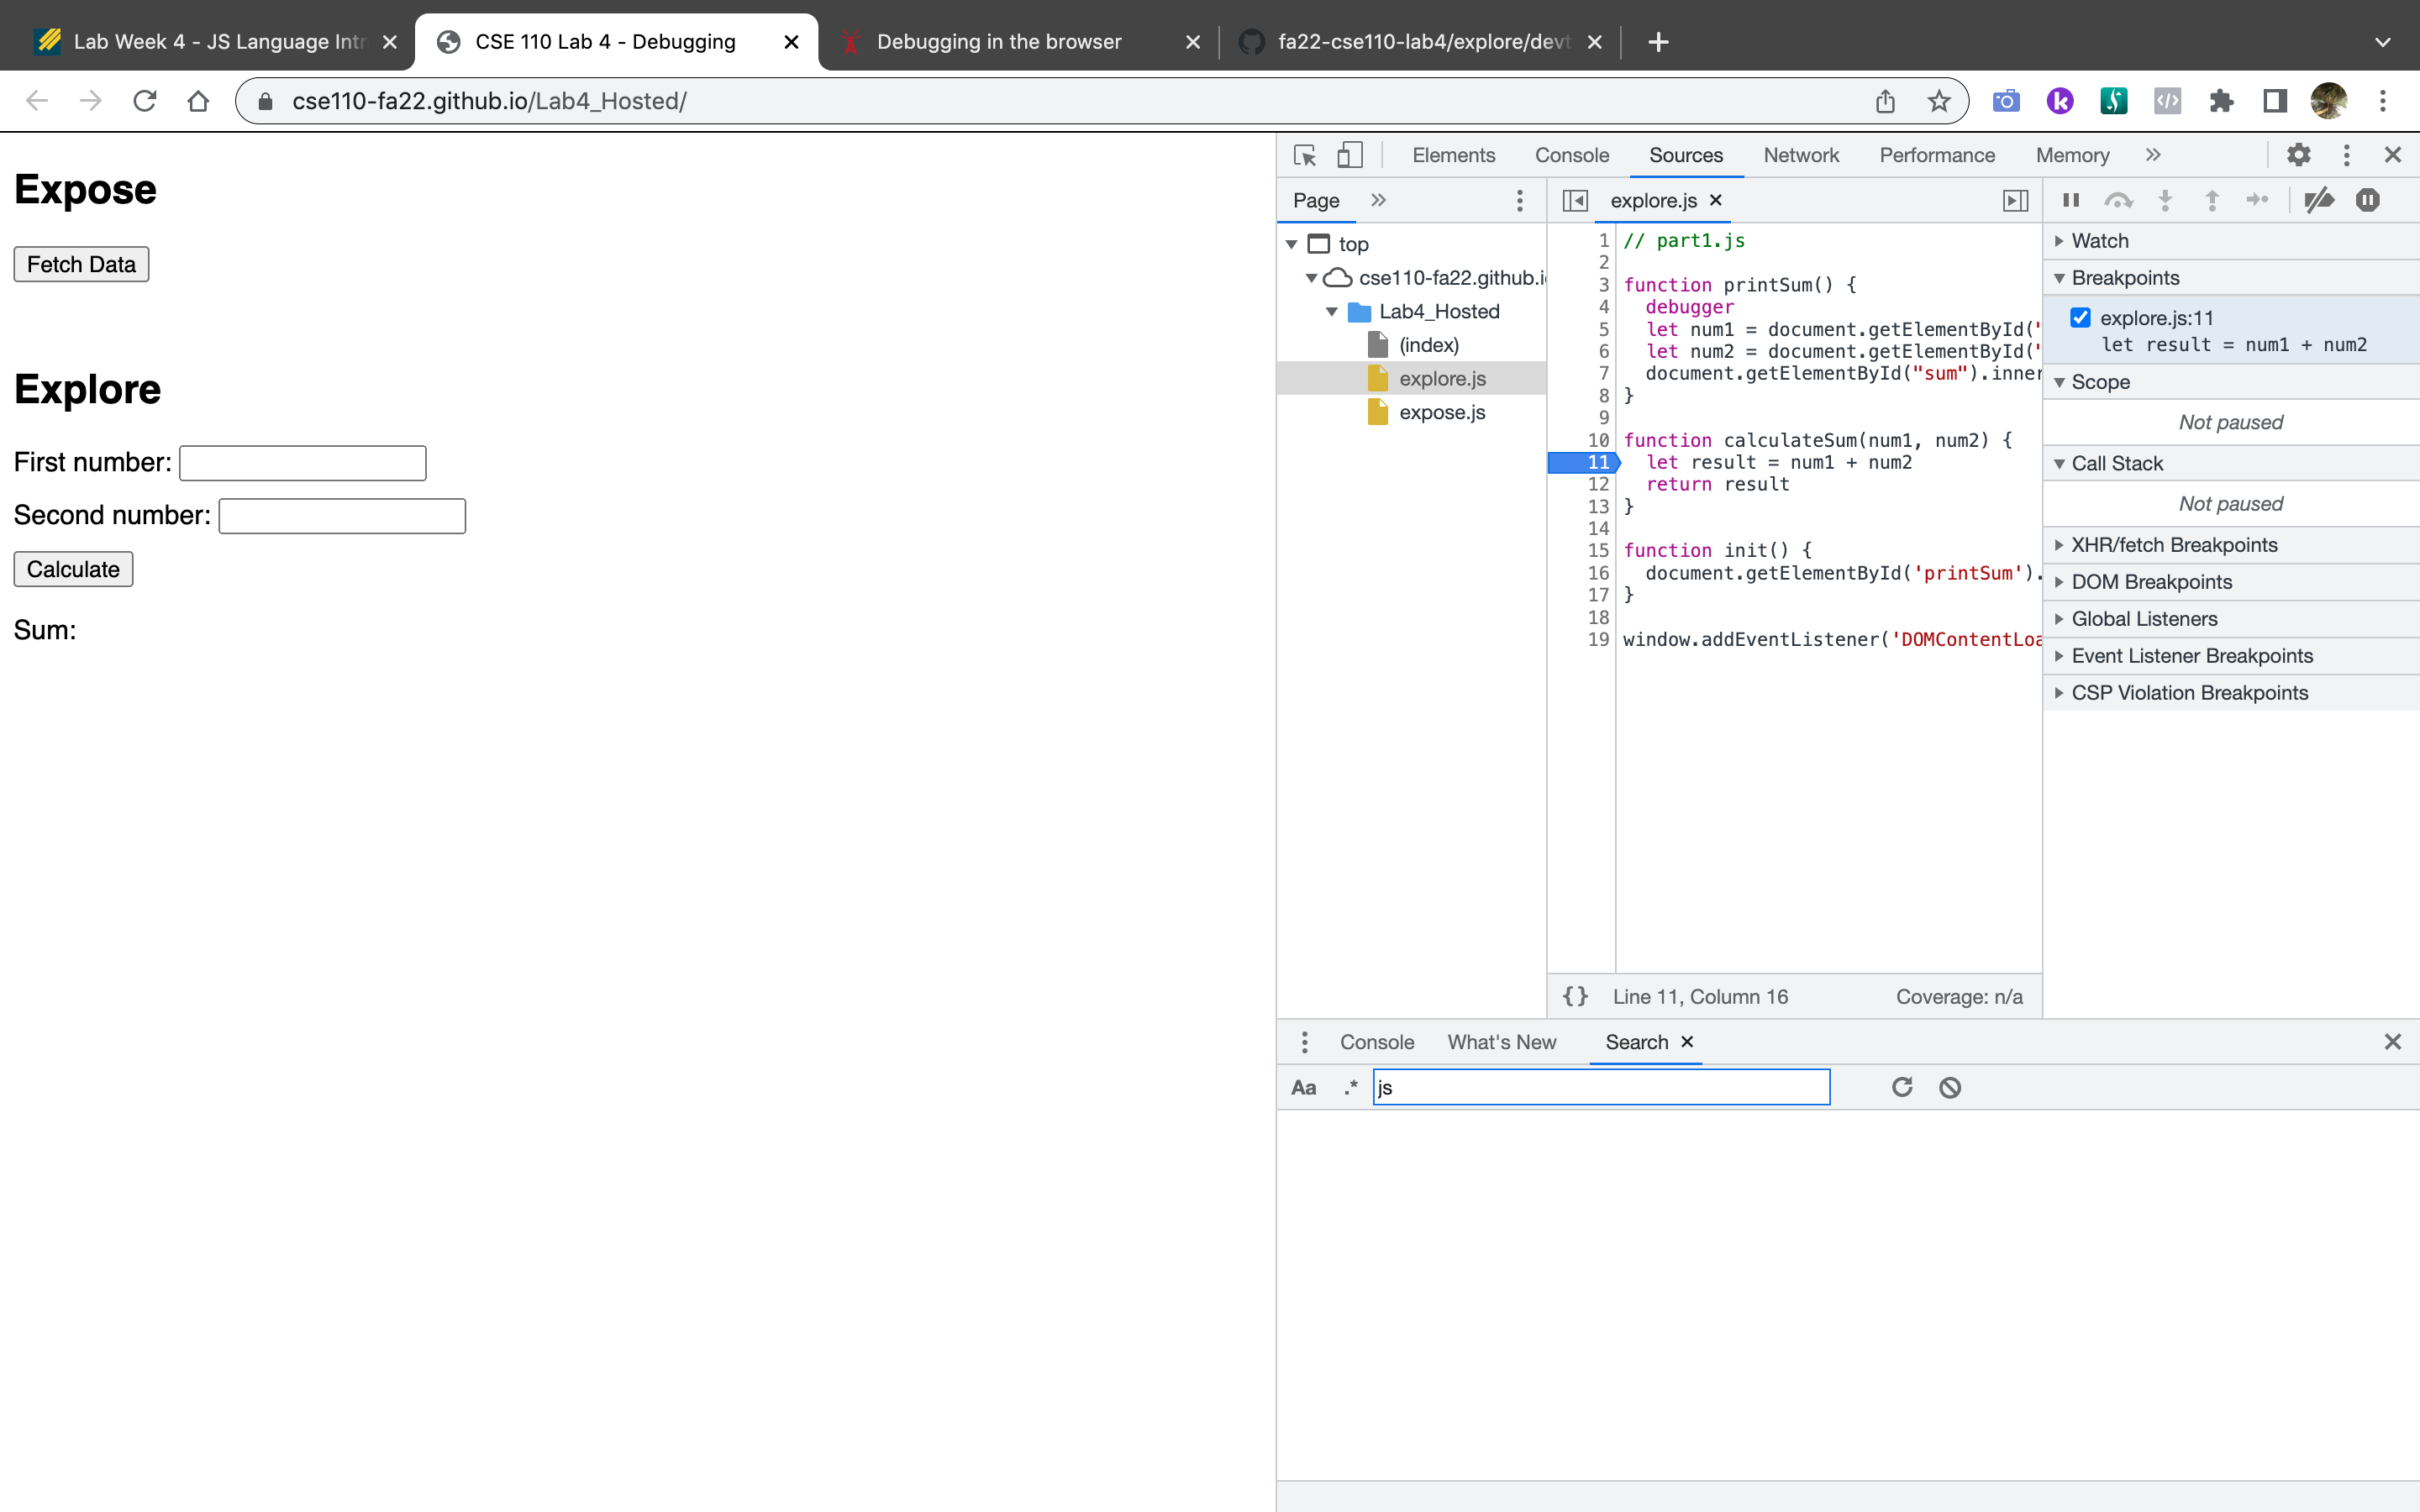 Lab Week 4 - JS Language Intr
CSE 110 Lab 4 - Debugging
Debugging in the browser
fa22-cse110-lab4/explore/devt
cse110-fa22.github.io/Lab4_Hosted/
Expose
Fetch Data
Explore
First number:
Second number:
Calculate
Sum:
Elements Console Sources Network Performance Memory
Page
top
cse110-fa22.github.i
Lab4_Hosted
(index)
explore.js
expose.js
explore.js
1 // part1.js
2
3 function printSum() {
4 debugger
5 let num1 = document.getElementById('
6 let num2 = document.getElementById('
7 document.getElementById("sum").inner
8 }
9
10 function calculateSum(num1, num2) {
11 let result = num1 + num2
12 return result
13 }
14
15 function init() {
16 document.getElementById('printSum').
17 }
18
19 window.addEventListener('DOMContentLoa
{} Line 11, Column 16 Coverage: n/a
Watch
Breakpoints
explore.js:11
let result = num1 + num2
Scope
Not paused
Call Stack
Not paused
XHR/fetch Breakpoints
DOM Breakpoints
Global Listeners
Event Listener Breakpoints
CSP Violation Breakpoints
Console What's New Search
Aa .* js